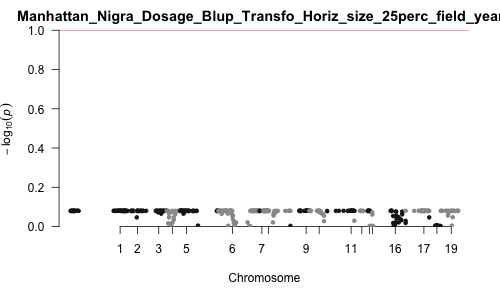 Manhattan_Nigra_Dosage_Blup_Transfo_Horiz_size_25perc_field_year
1.0
0.8
0.6
0.4
0.2
0.0
− log10(p)
1 2 3 5 6 7 9 11 16 17 19
Chromosome